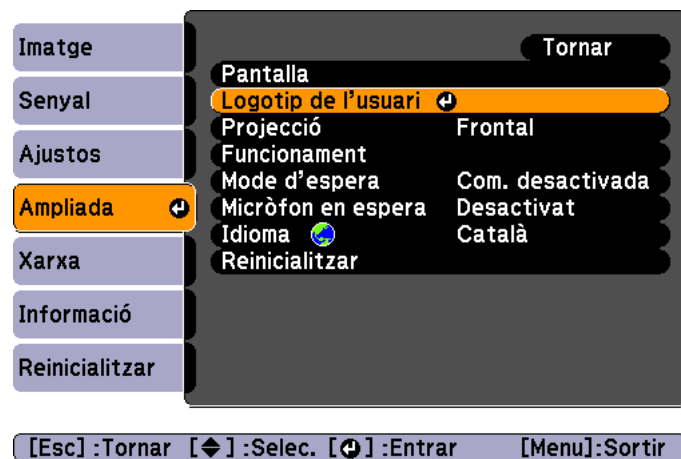 Imatge
Senyal
Ajustos
Ampliada
Xarxa
Informació
Reinicialitzar
Tornar
Pantalla
Logotip de l'usuari
Projecció Frontal
Funcionament
Mode d'espera Com. desactivada
Micròfon en espera Desactivat
Idioma Català
Reinicialitzar
[Esc] :Tornar [◆] :Selec. [↵] :Entrar [Menu]:Sortir